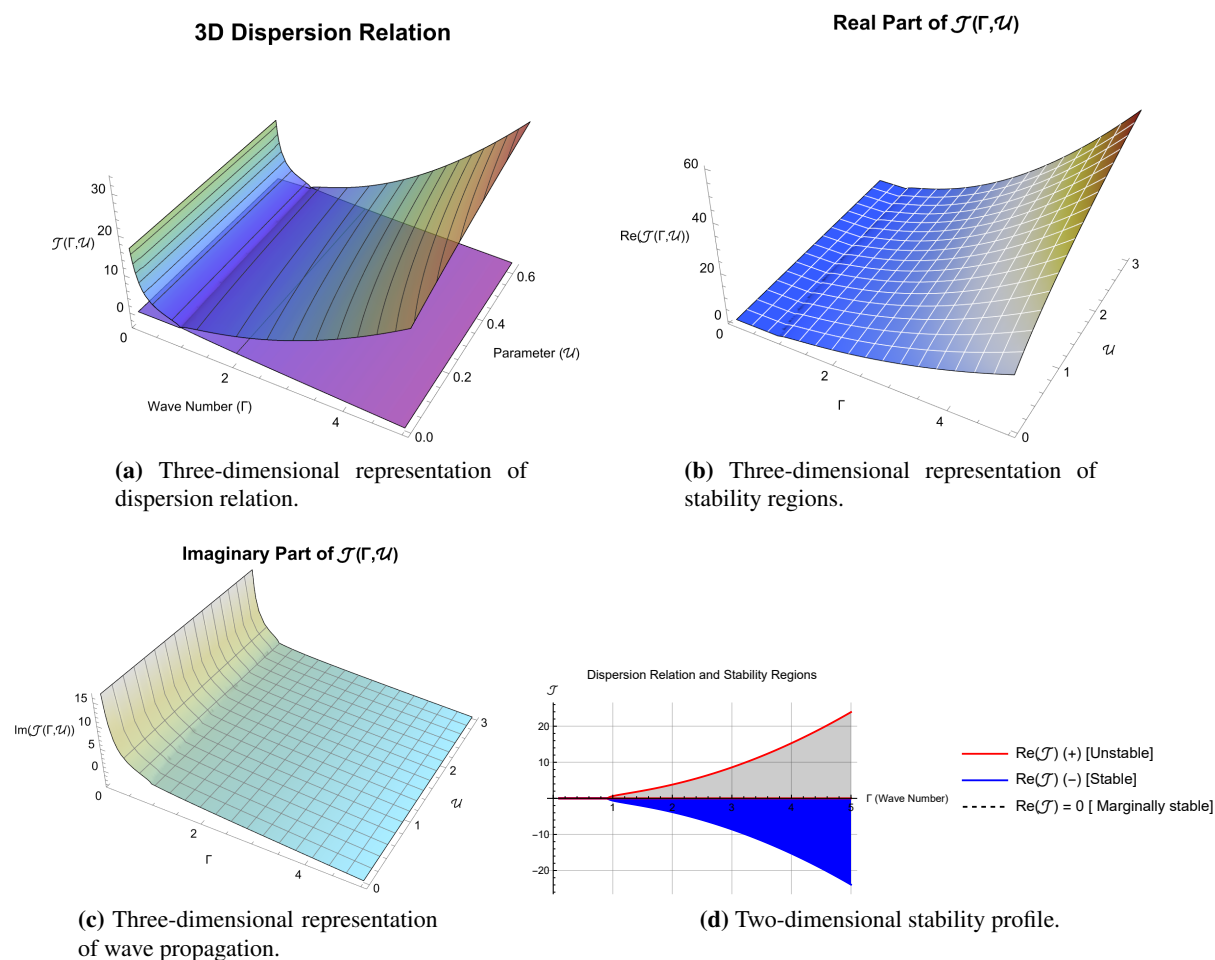 3D Dispersion Relation
30
20
𝒥(Γ,𝒰)
10
0
0
2
Wave Number (Γ)
4
0.0
0.2
Parameter (𝒰)
0.4
0.6
(a) Three-dimensional representation of
dispersion relation.
Real Part of 𝒥(Γ,𝒰)
60
40
Re(𝒥(Γ,𝒰))
20
0
0
2
Γ
4
0
1
𝒰
2
3
(b) Three-dimensional representation of
stability regions.
Imaginary Part of 𝒥(Γ,𝒰)
15
10
Im(𝒥(Γ,𝒰))
5
0
0
2
Γ
4
0
1
𝒰
2
3
(c) Three-dimensional representation
of wave propagation.
Dispersion Relation and Stability Regions
𝒥
20
10
0
−10
−20
1
2
3
4
5
Γ (Wave Number)
Re(𝒥) (+) [Unstable]
Re(𝒥) (−) [Stable]
Re(𝒥) = 0 [ Marginally stable]
(d) Two-dimensional stability profile.